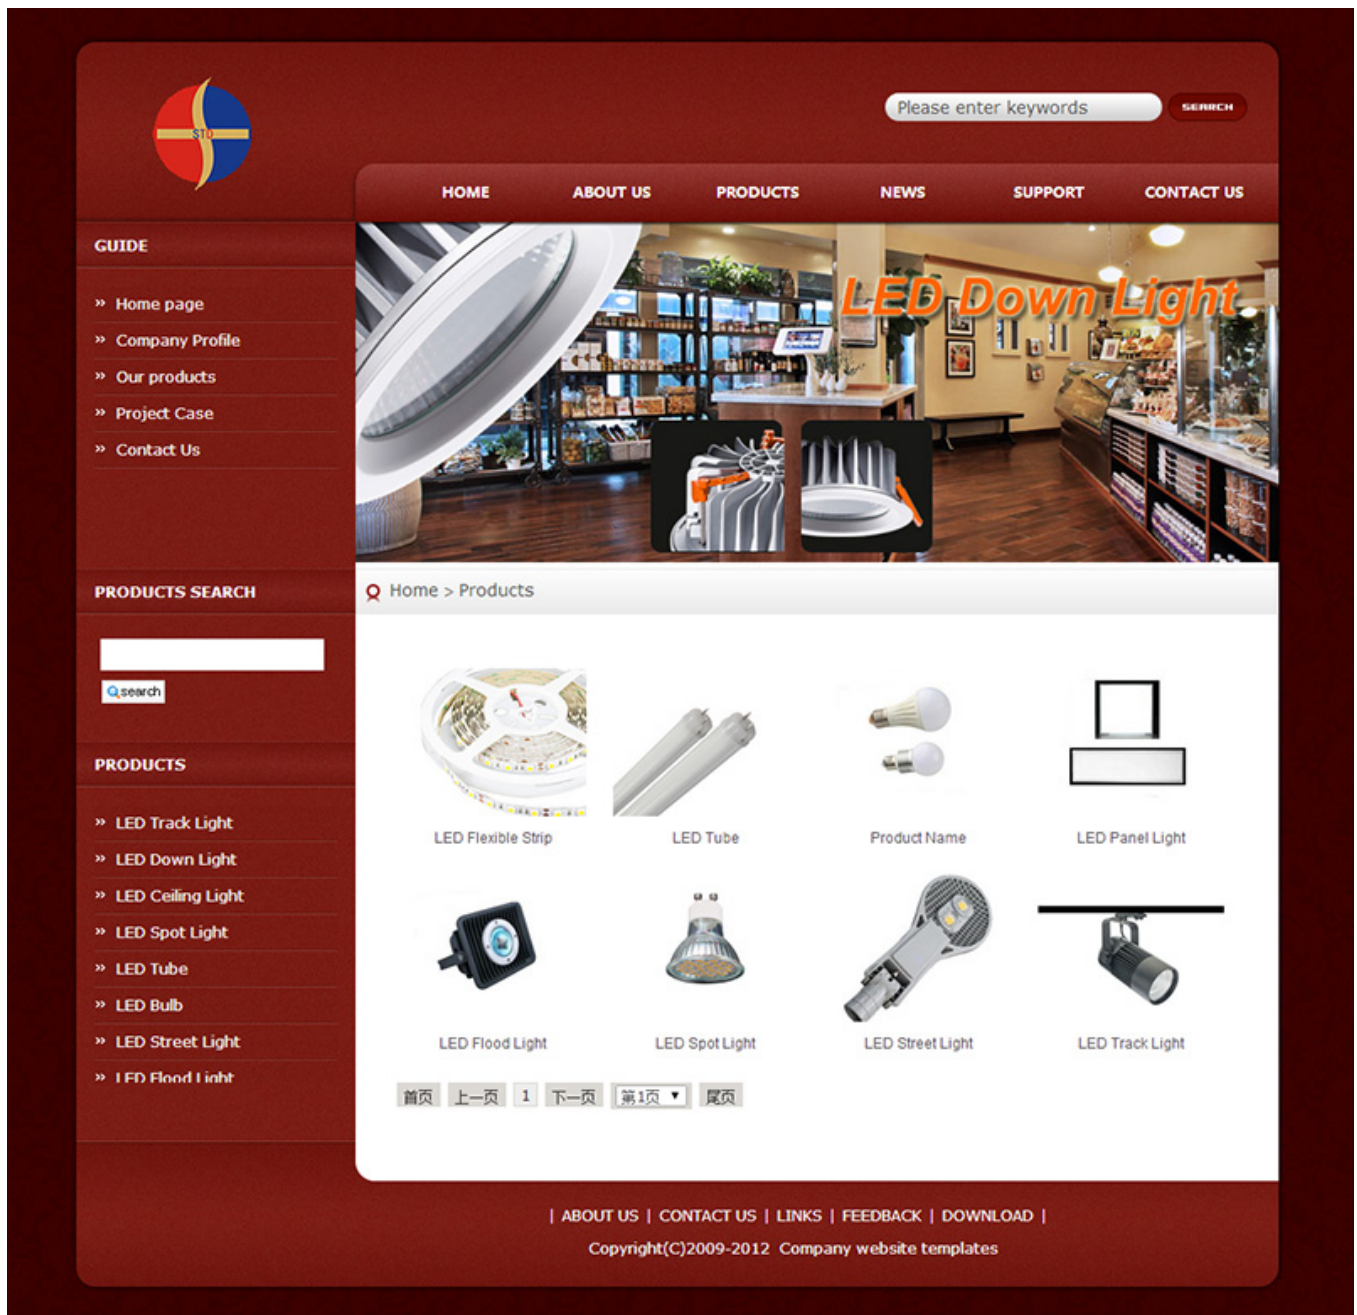 STD
Please enter keywords
SEARCH
HOME ABOUT US PRODUCTS NEWS SUPPORT CONTACT US
GUIDE
» Home page
» Company Profile
» Our products
» Project Case
» Contact Us
LED Down Light
PRODUCTS SEARCH
search
PRODUCTS
» LED Track Light
» LED Down Light
» LED Ceiling Light
» LED Spot Light
» LED Tube
» LED Bulb
» LED Street Light
» LED Flood Light
Home > Products
LED Flexible Strip LED Tube Product Name LED Panel Light
LED Flood Light LED Spot Light LED Street Light LED Track Light
首页 上一页 1 下一页 第1页 尾页
| ABOUT US | CONTACT US | LINKS | FEEDBACK | DOWNLOAD |
Copyright(C)2009-2012 Company website templates